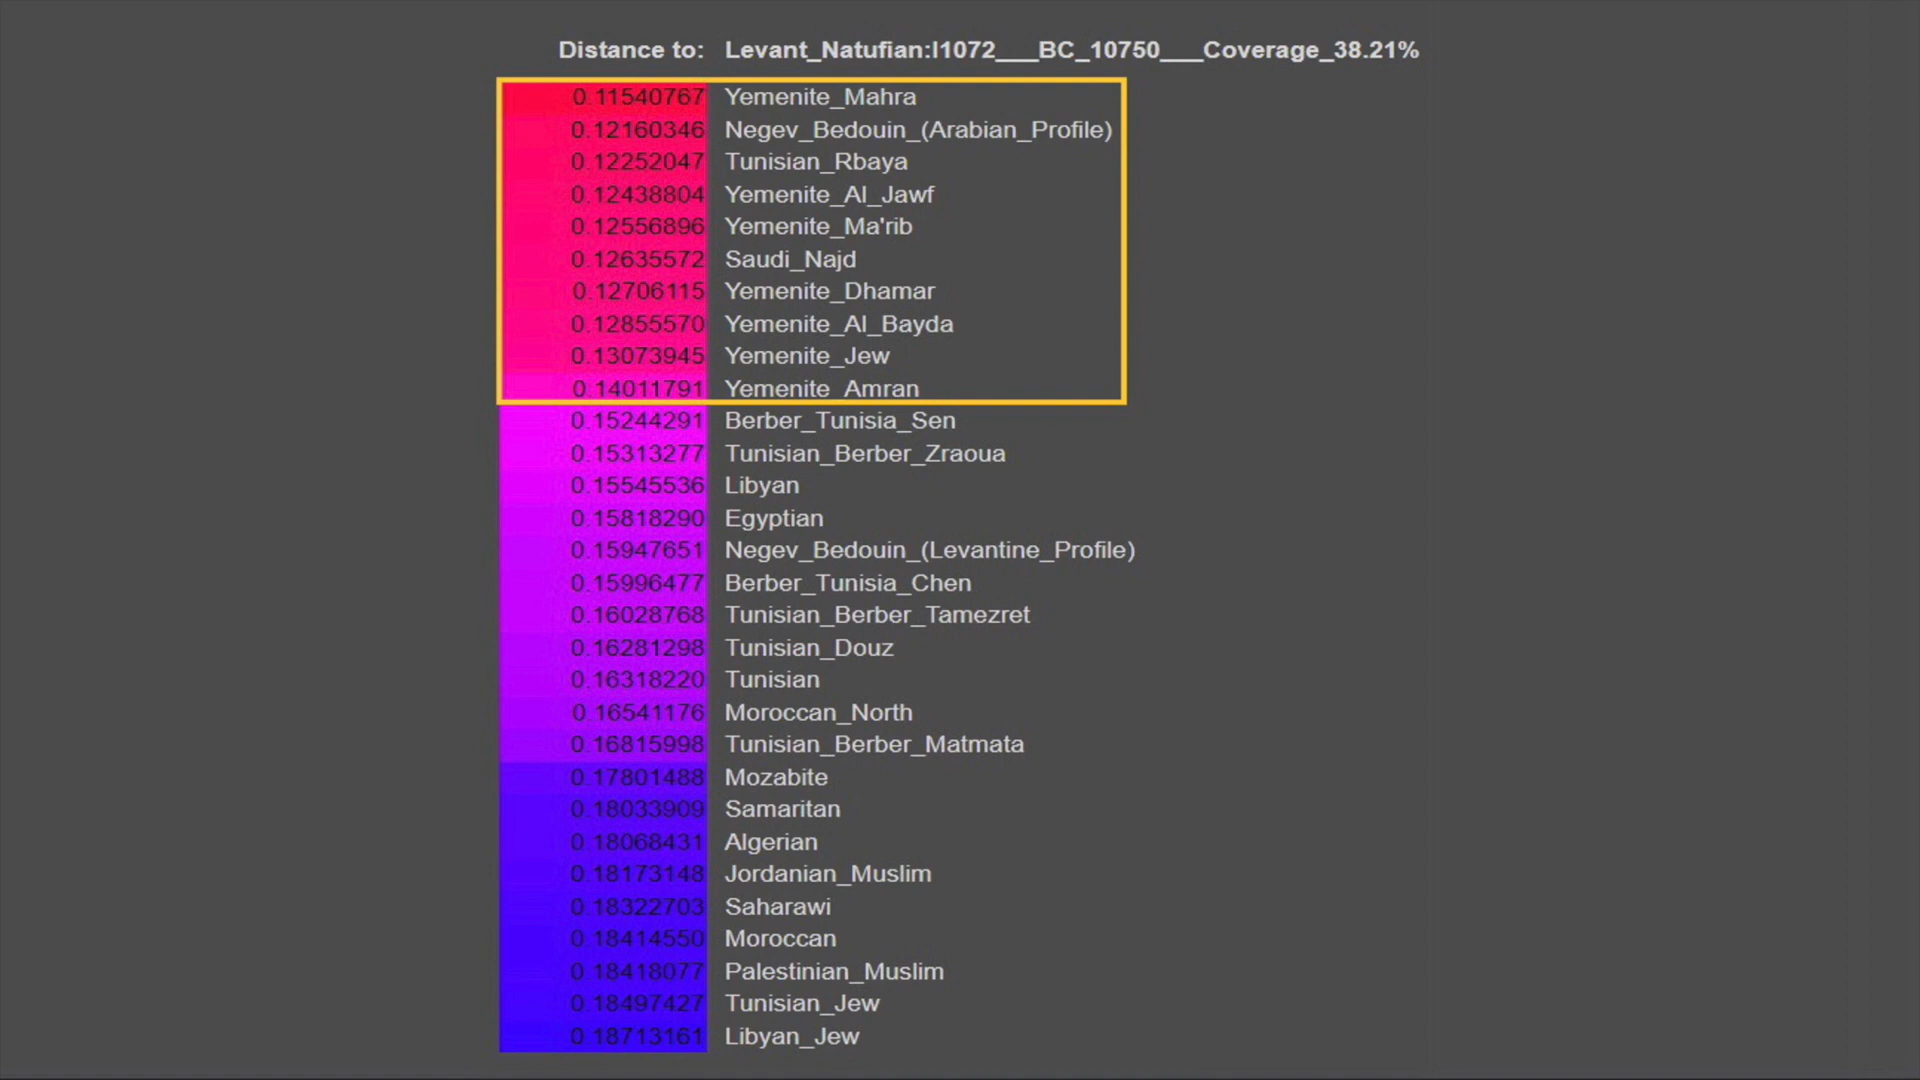 Distance to: Levant_Natufian:I1072___BC_10750___Coverage_38.21%
0.11540767 Yemenite_Mahra
0.12160346 Negev_Bedouin_(Arabian_Profile)
0.12252047 Tunisian_Rbaya
0.12438804 Yemenite_Al_Jawf
0.12556896 Yemenite_Ma'rib
0.12635572 Saudi_Najd
0.12706115 Yemenite_Dhamar
0.12855570 Yemenite_Al_Bayda
0.13073945 Yemenite_Jew
0.14011791 Yemenite_Amran
0.15244291 Berber_Tunisia_Sen
0.15313277 Tunisian_Berber_Zraoua
0.15545536 Libyan
0.15818290 Egyptian
0.15947651 Negev_Bedouin_(Levantine_Profile)
0.15996477 Berber_Tunisia_Chen
0.16028768 Tunisian_Berber_Tamezret
0.16281298 Tunisian_Douz
0.16318220 Tunisian
0.16541176 Moroccan_North
0.16815998 Tunisian_Berber_Matmata
0.17801488 Mozabite
0.18033909 Samaritan
0.18068431 Algerian
0.18173148 Jordanian_Muslim
0.18322703 Saharawi
0.18414550 Moroccan
0.18418077 Palestinian_Muslim
0.18497427 Tunisian_Jew
0.18713161 Libyan_Jew